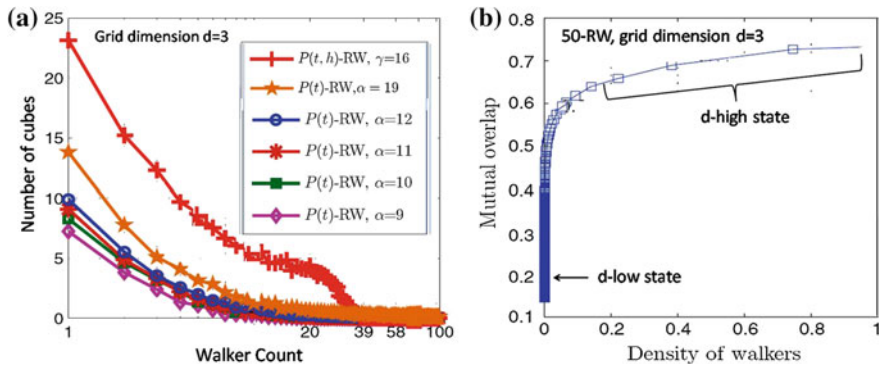 (a)
Grid dimension d=3
P(t, h)-RW, γ=16
P(t)-RW,α = 19
P(t)-RW, α=12
P(t)-RW, α=11
P(t)-RW, α=10
P(t)-RW, α=9
Number of cubes
25
20
15
10
5
0
1
20
100
Walker Count
(b)
50-RW, grid dimension d=3
d-high state
d-low state
Mutual overlap
0.8
0.7
0.6
0.5
0.4
0.3
0.2
0.1
0
0.2
0.4
0.6
0.8
1
Density of walkers